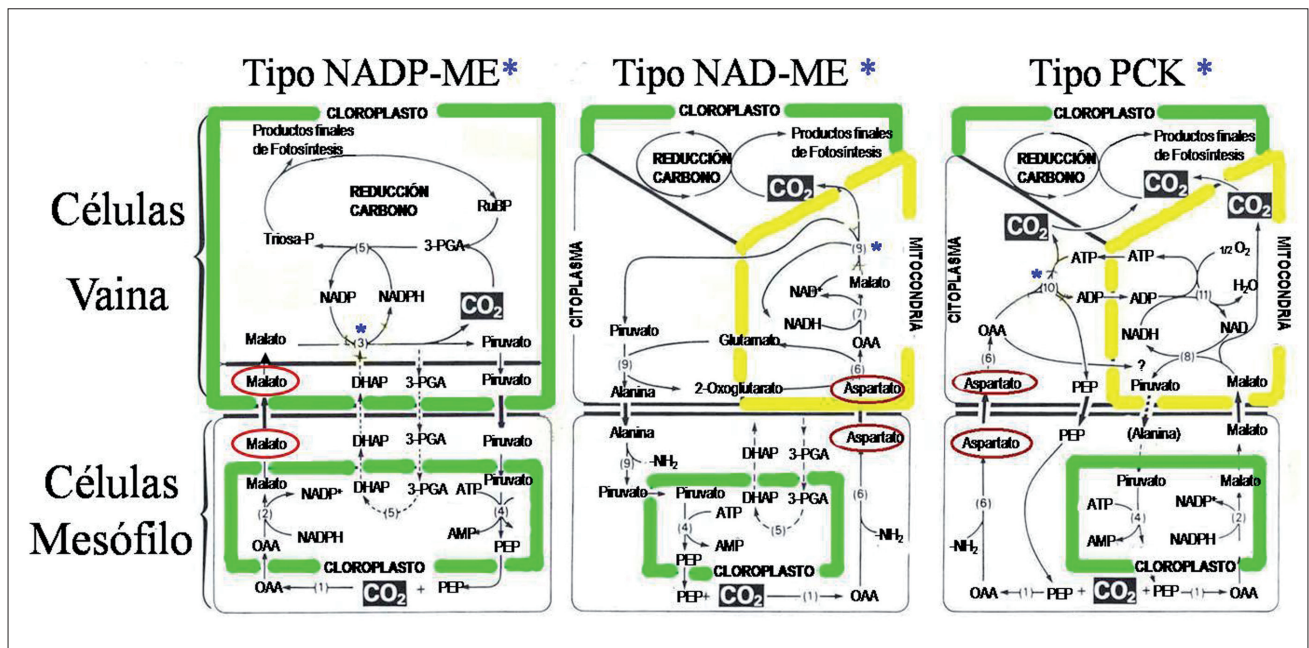 Tipo NADP-ME*
Tipo NAD-ME *
Tipo PCK *
Células
Vaina
Células
Mesófilo
CLOROPLASTO
Productos finales
de Fotosíntesis
REDUCCIÓN
CARBONO
RuBP
Triosa-P
(5)
3-PGA
NADP
NADPH
CO2
*
Malato
(3)
Piruvato
Malato
DHAP
3-PGA
Piruvato
Malato
DHAP
3-PGA
Piruvato
Malato
NADP+
DHAP
3-PGA
Piruvato
ATP
(5)
(2)
(4)
NADPH
AMP
OAA
PEP
CLOROPLASTO
OAA
(1)
CO2 + PEP
CLOROPLASTO
REDUCCIÓN
CARBONO
Productos finales
de Fotosíntesis
CO2
CITOPLASMA
MITOCONDRIA
(9) *
Malato
NAD+
(7)
NADH
OAA
Piruvato
Glutamato
(9)
(6)
Alanina
2-Oxoglutarato
Aspartato
Alanina
Aspartato
DHAP
3-PGA
(9)
-NH2
Piruvato
Piruvato
DHAP
3-PGA
(6)
(4)
ATP
(5)
AMP
-NH2
PEP
CLOROPLASTO
PEP+
CO2
(1)
OAA
CLOROPLASTO
REDUCCIÓN
CARBONO
Productos finales
de Fotosíntesis
CO2
CO2
CO2
CITOPLASMA
MITOCONDRIA
*
(10)
ATP
ATP
1/2 O2
ADP
ADP
(11)
H2O
OAA
NADH
NAD
(6)
(8)
?
Aspartato
PEP
Piruvato
Malato
Aspartato
PEP
(Alanina)
Malato
Piruvato
Malato
(6)
ATP
NADP+
(4)
(2)
AMP
NADPH
-NH2
CLOROPLASTO
OAA
(1)
PEP + CO2 + PEP
(1)
OAA